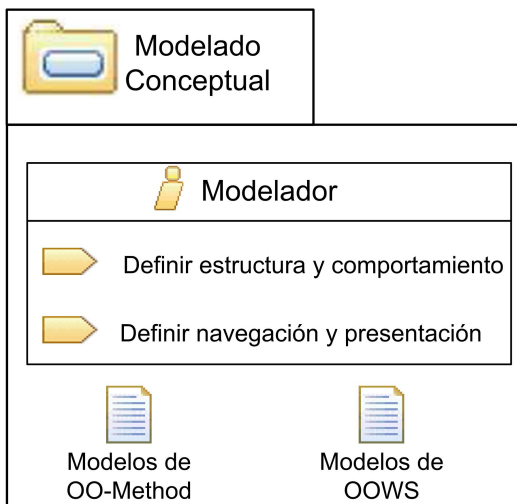 Modelado
Conceptual
Modelador
Definir estructura y comportamiento
Definir navegación y presentación
Modelos de
OO-Method
Modelos de
OOWS